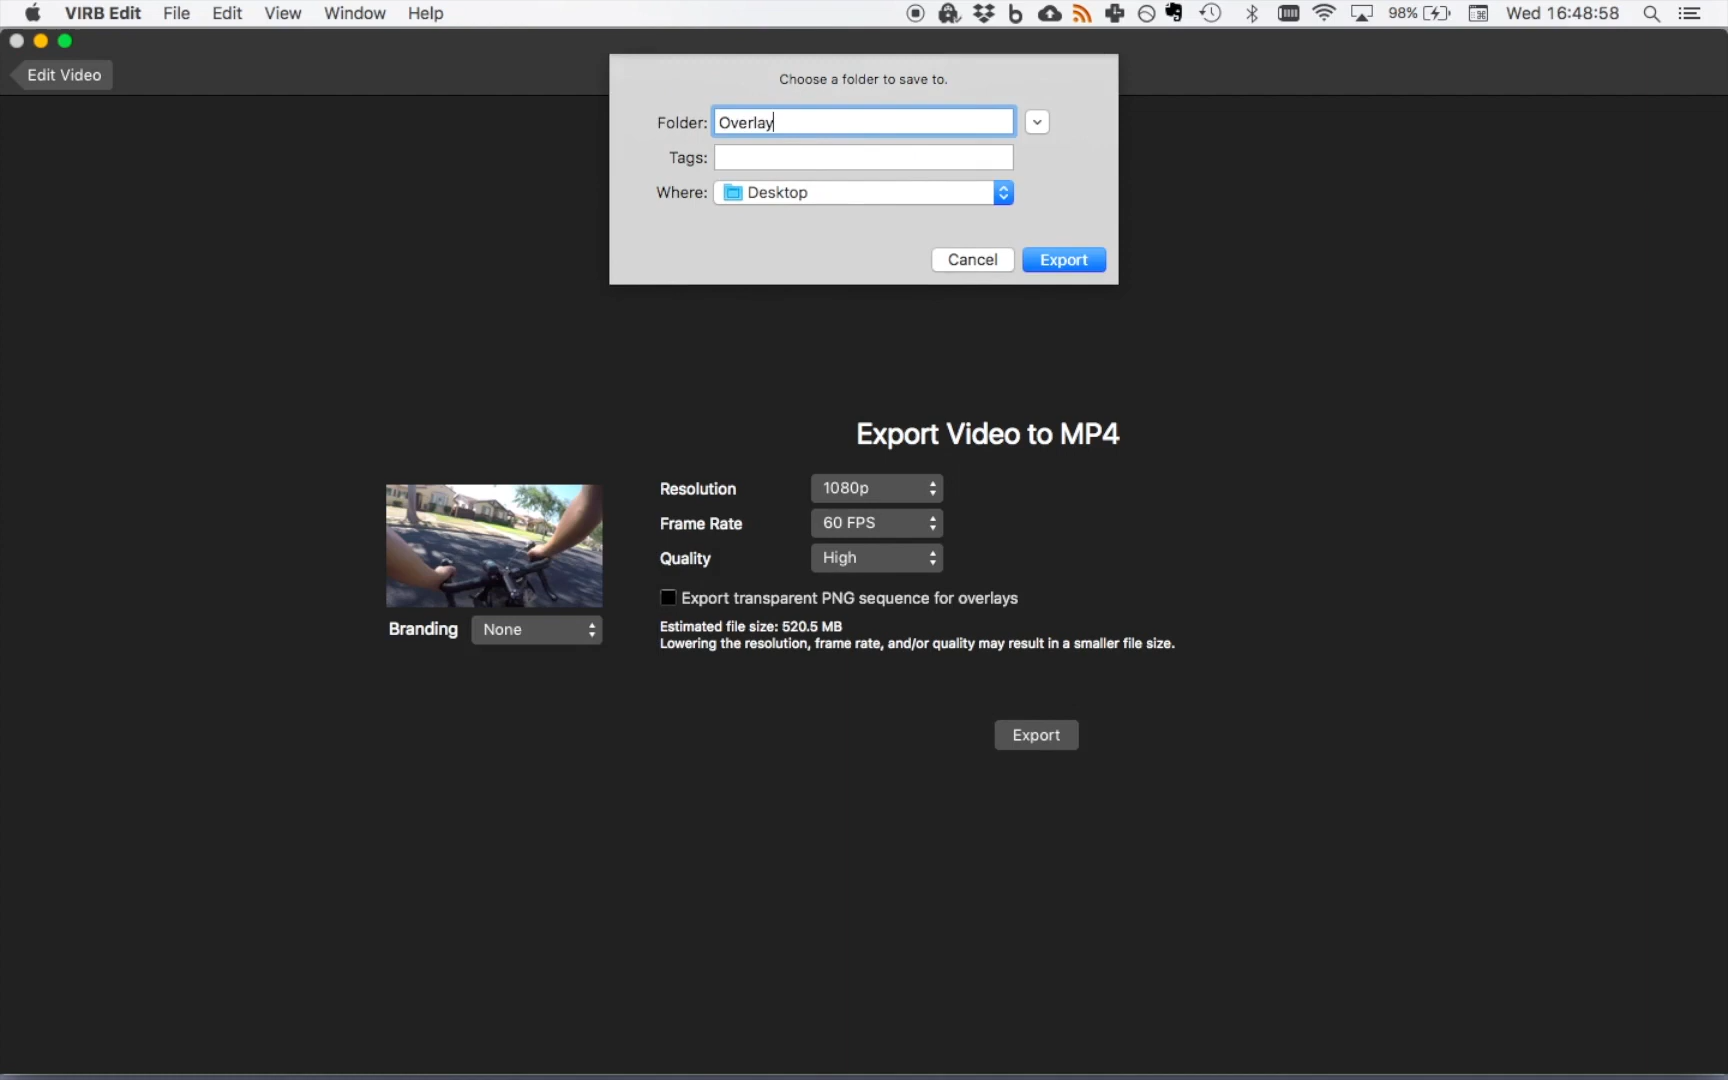 VIRB Edit File Edit View Window Help 98% Wed 16:48:58
Edit Video
Choose a folder to save to.
Folder: Overlay
Tags:
Where: Desktop
Cancel Export
Export Video to MP4
Resolution 1080p
Frame Rate 60 FPS
Quality High
Export transparent PNG sequence for overlays
Branding None
Estimated file size: 520.5 MB
Lowering the resolution, frame rate, and/or quality may result in a smaller file size.
Export